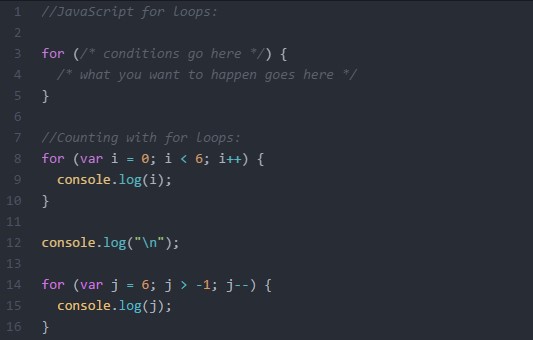 1 //JavaScript for loops:
2
3 for (/* conditions go here */) {
4 /* what you want to happen goes here */
5 }
6
7 //Counting with for loops:
8 for (var i = 0; i < 6; i++) {
9 console.log(i);
10 }
11
12 console.log("\n");
13
14 for (var j = 6; j > -1; j--) {
15 console.log(j);
16 }